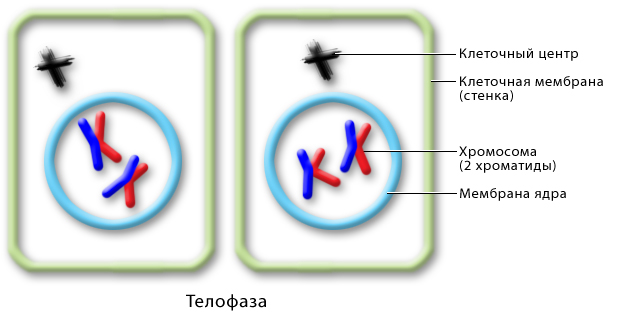 Клеточный центр
Клеточная мембрана
(стенка)
Хромосома
(2 хроматиды)
Мембрана ядра
Телофаза